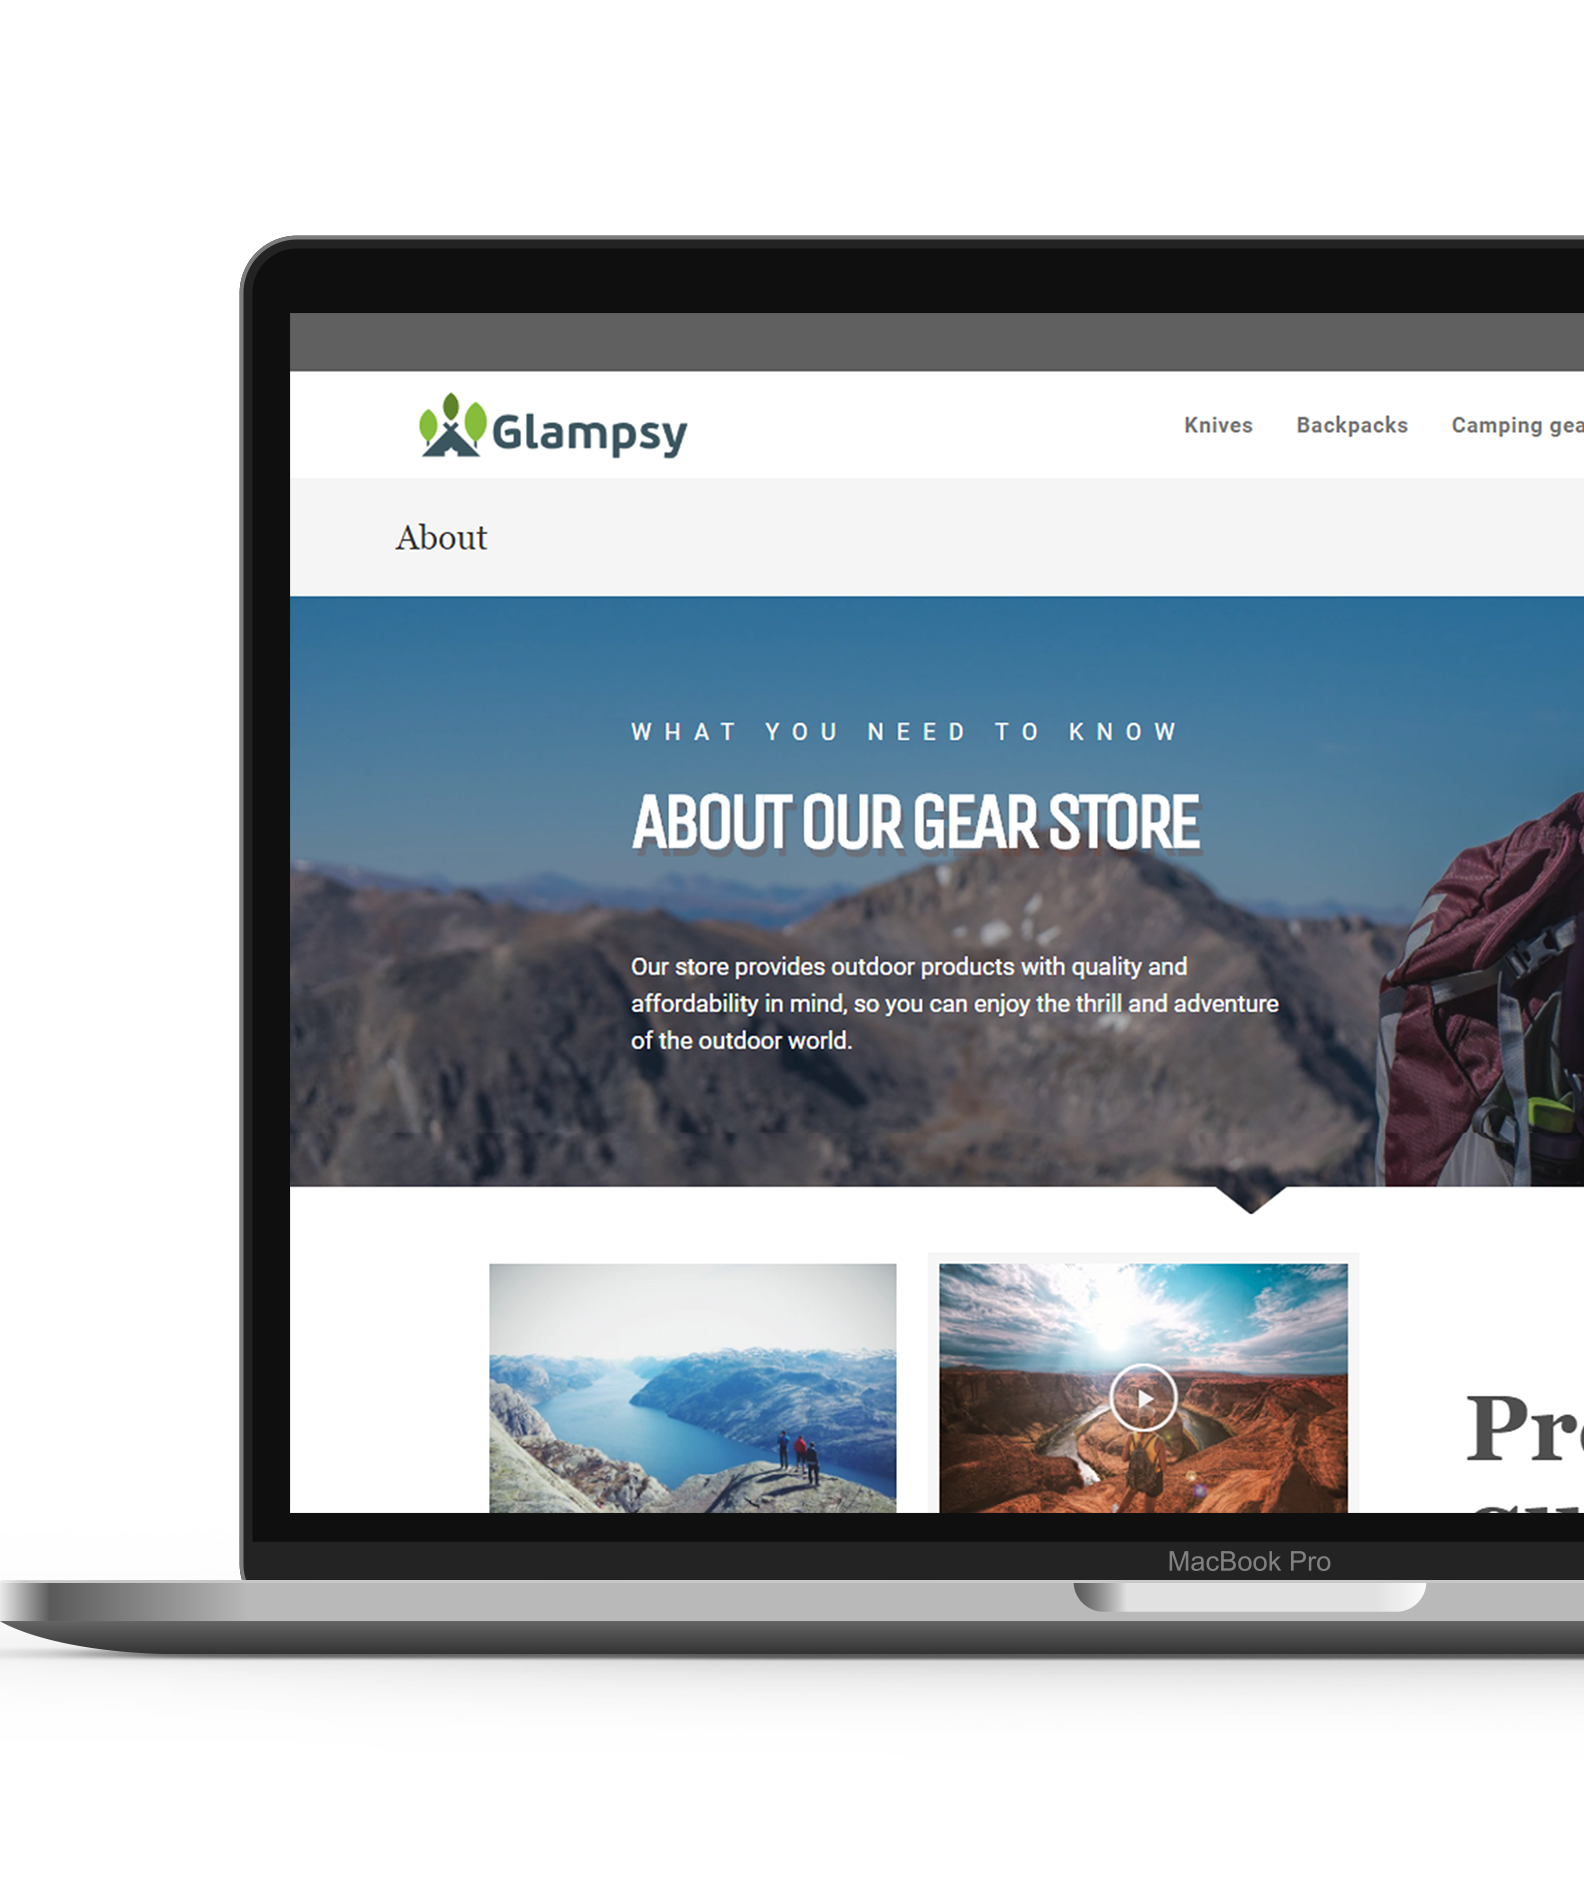 Glampsy
Knives Backpacks Camping gea
About
WHAT YOU NEED TO KNOW
ABOUT OUR GEAR STORE
Our store provides outdoor products with quality and
affordability in mind, so you can enjoy the thrill and adventure
of the outdoor world.
Pr
MacBook Pro